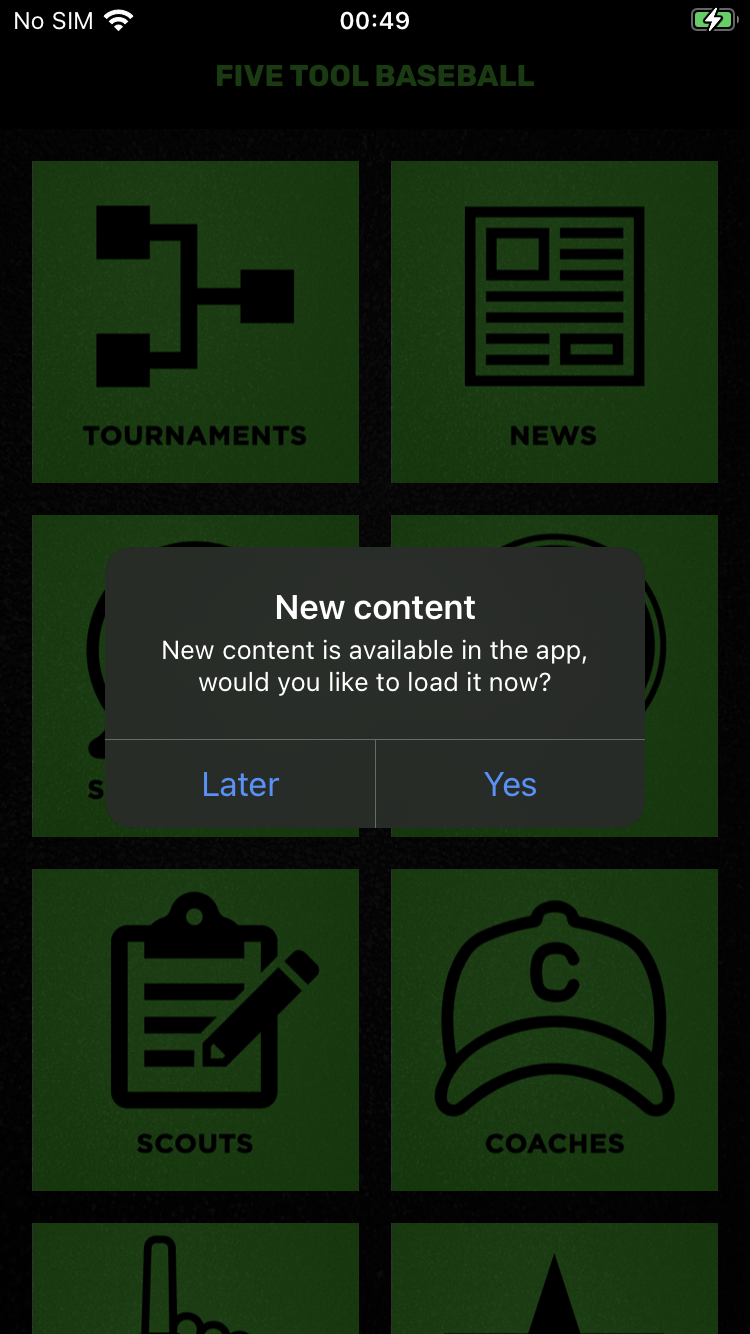 No SIM 00:49
FIVE TOOL BASEBALL
TOURNAMENTS NEWS
New content
New content is available in the app,
would you like to load it now?
Later Yes
SCOUTS COACHES
C